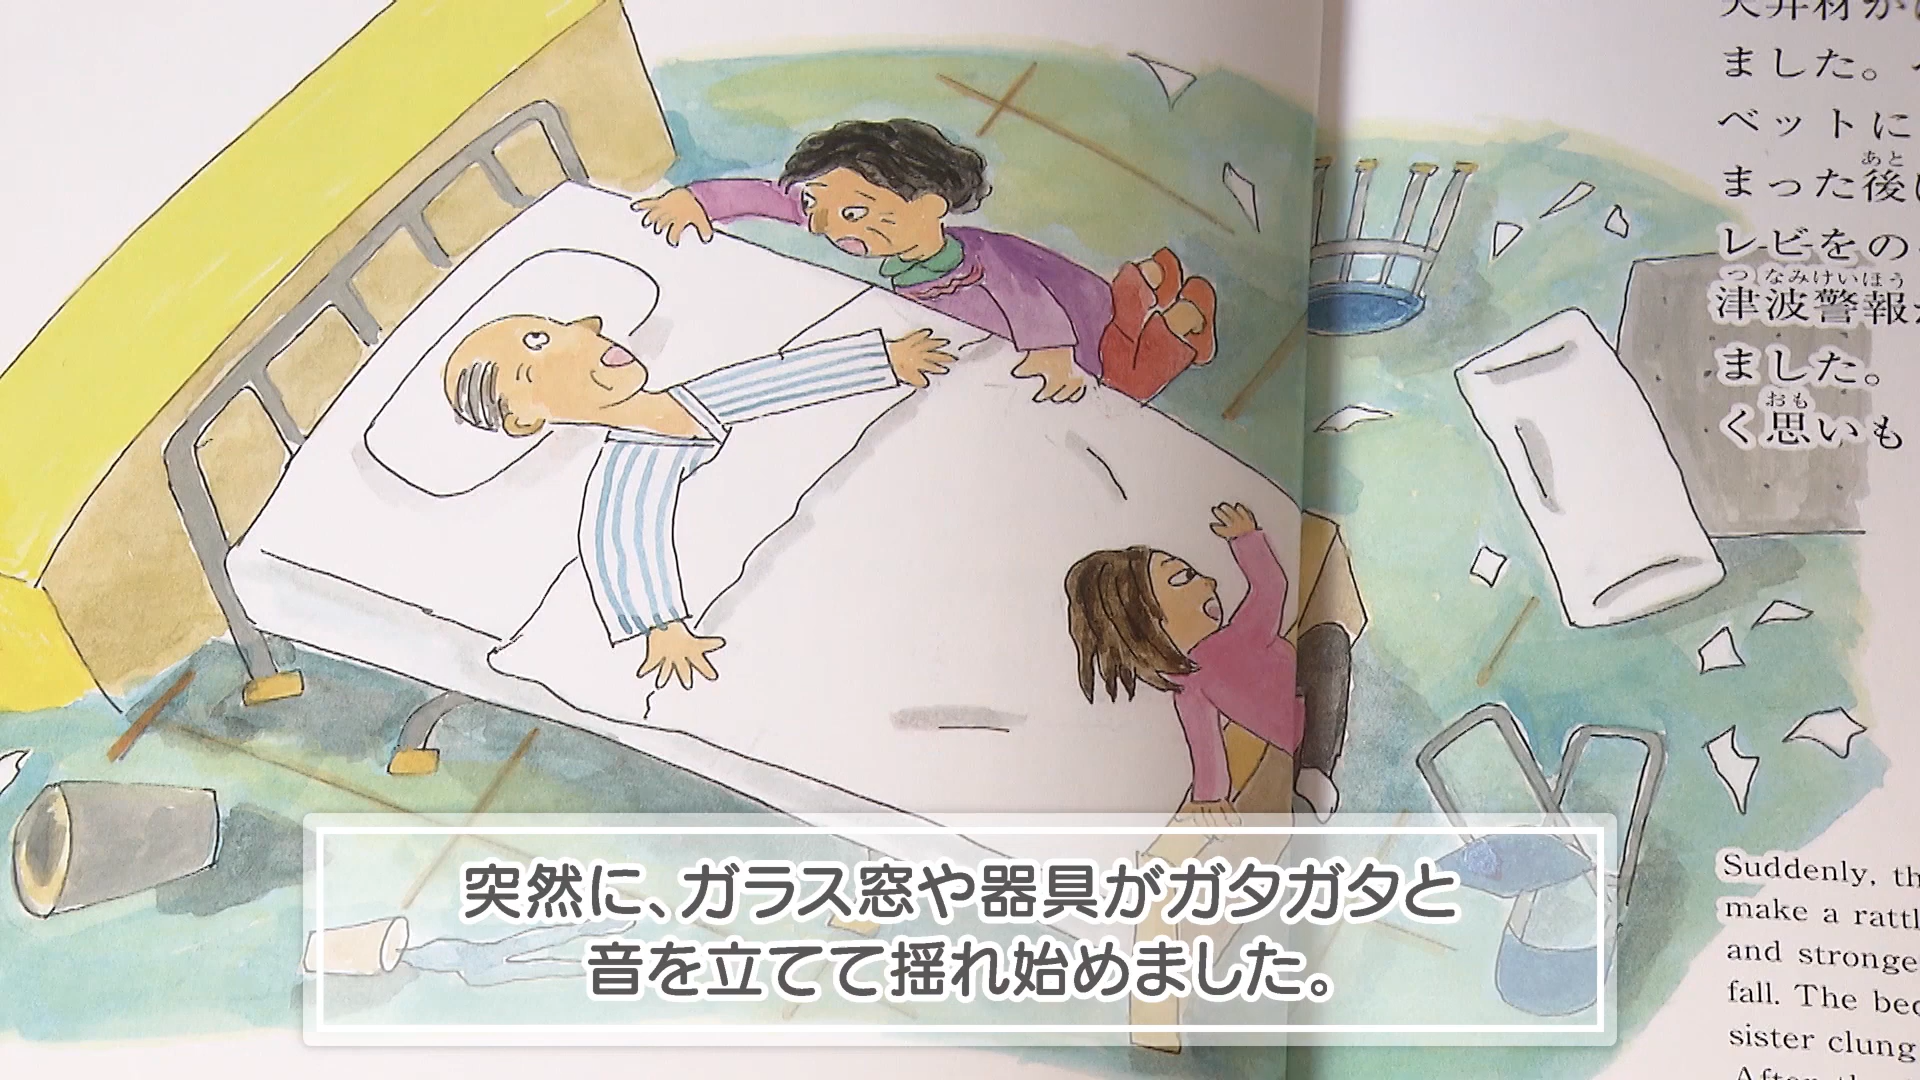 天井材が
ました。
ベットに
まった後
あと
レビをの
津波警報
つなみけいほう
ました。
く思いも
おも
Suddenly, th
make a rattl
and stronge
fall. The bed
sister clung
突然に、ガラス窓や器具がガタガタと
音を立てて揺れ始めました。